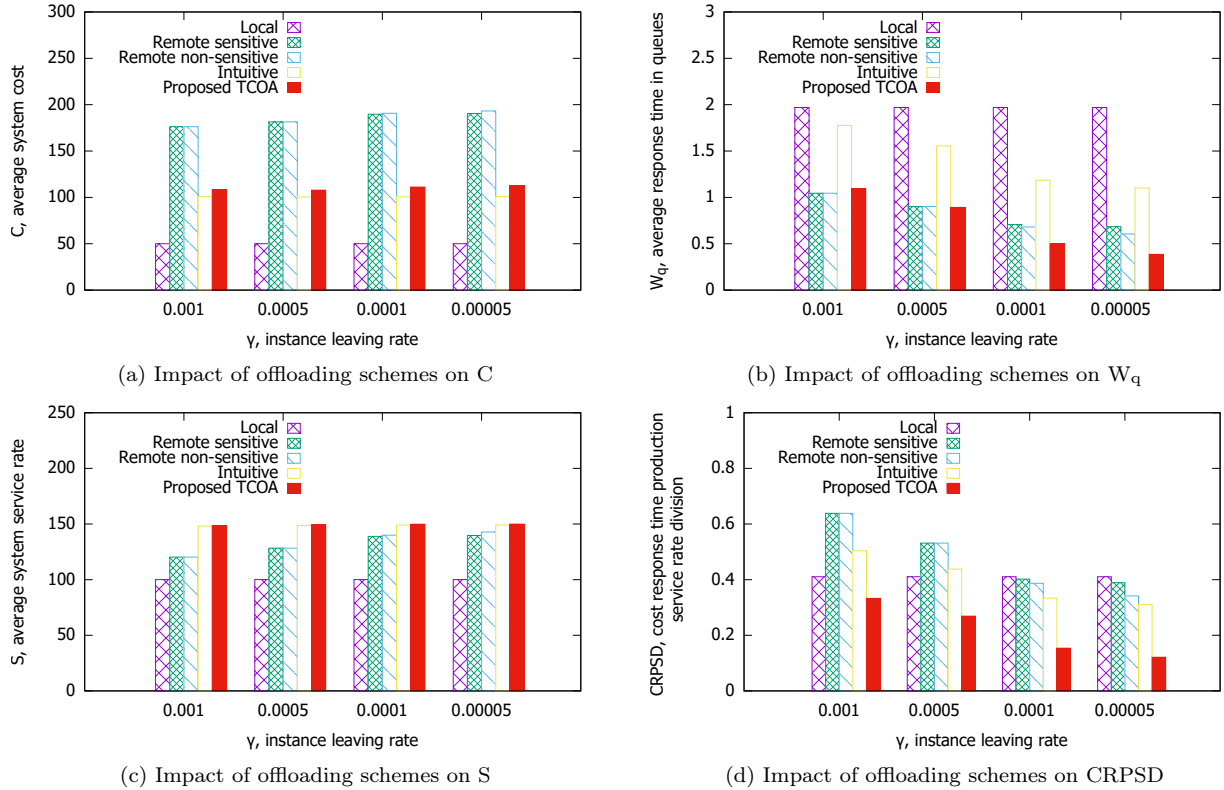 300
250
200
150
100
50
0
C, average system cost
Local
Remote sensitive
Remote non-sensitive
Intuitive
Proposed TCOA
0.001 0.0005 0.0001 0.00005
γ, instance leaving rate
(a) Impact of offloading schemes on C
3
2.5
2
1.5
1
0.5
0
Wq, average response time in queues
Local
Remote sensitive
Remote non-sensitive
Intuitive
Proposed TCOA
0.001 0.0005 0.0001 0.00005
γ, instance leaving rate
(b) Impact of offloading schemes on Wq
250
200
150
100
50
0
S, average system service rate
Local
Remote sensitive
Remote non-sensitive
Intuitive
Proposed TCOA
0.001 0.0005 0.0001 0.00005
γ, instance leaving rate
(c) Impact of offloading schemes on S
1
0.8
0.6
0.4
0.2
0
CRPSD, cost response time production
service rate division
Local
Remote sensitive
Remote non-sensitive
Intuitive
Proposed TCOA
0.001 0.0005 0.0001 0.00005
γ, instance leaving rate
(d) Impact of offloading schemes on CRPSD